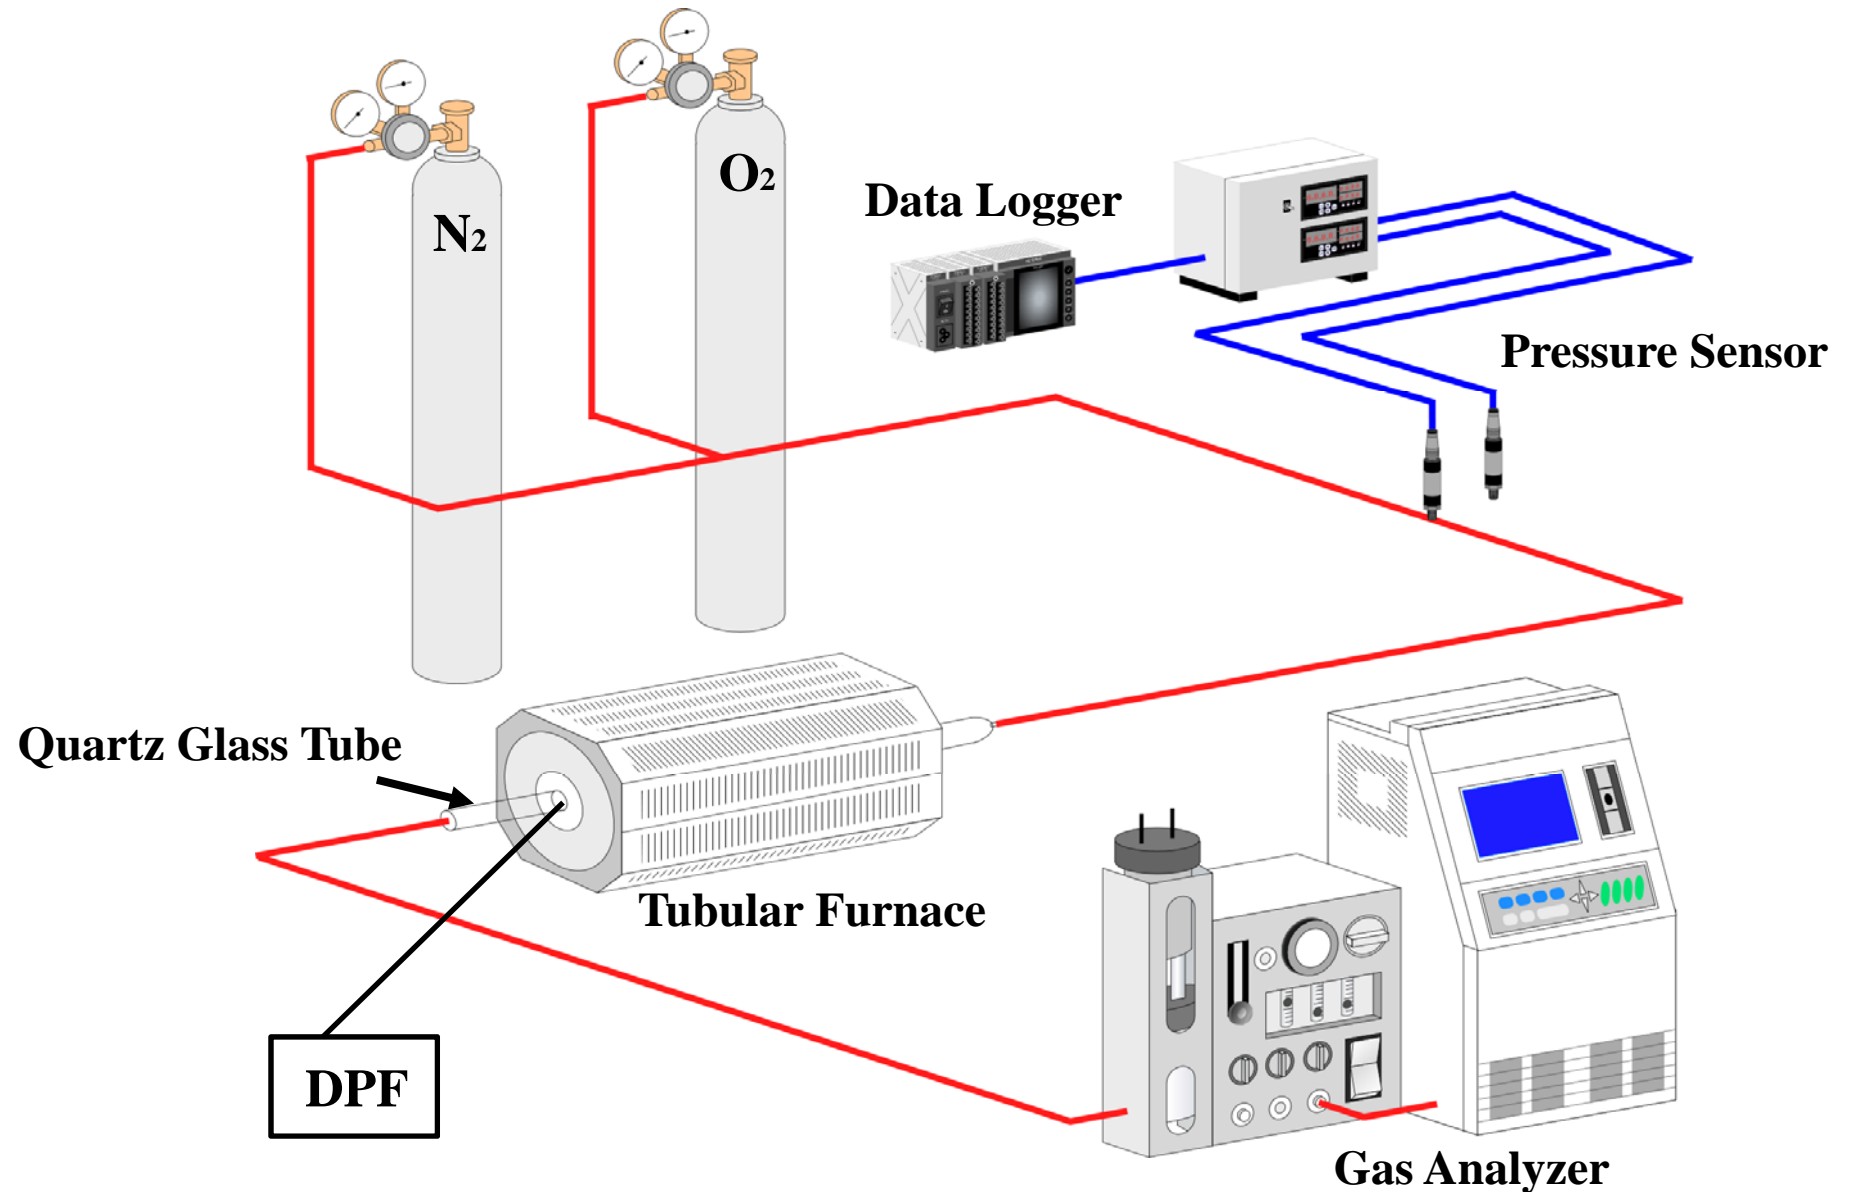 O2
N2
Data Logger
Pressure Sensor
Quartz Glass Tube
Tubular Furnace
DPF
Gas Analyzer